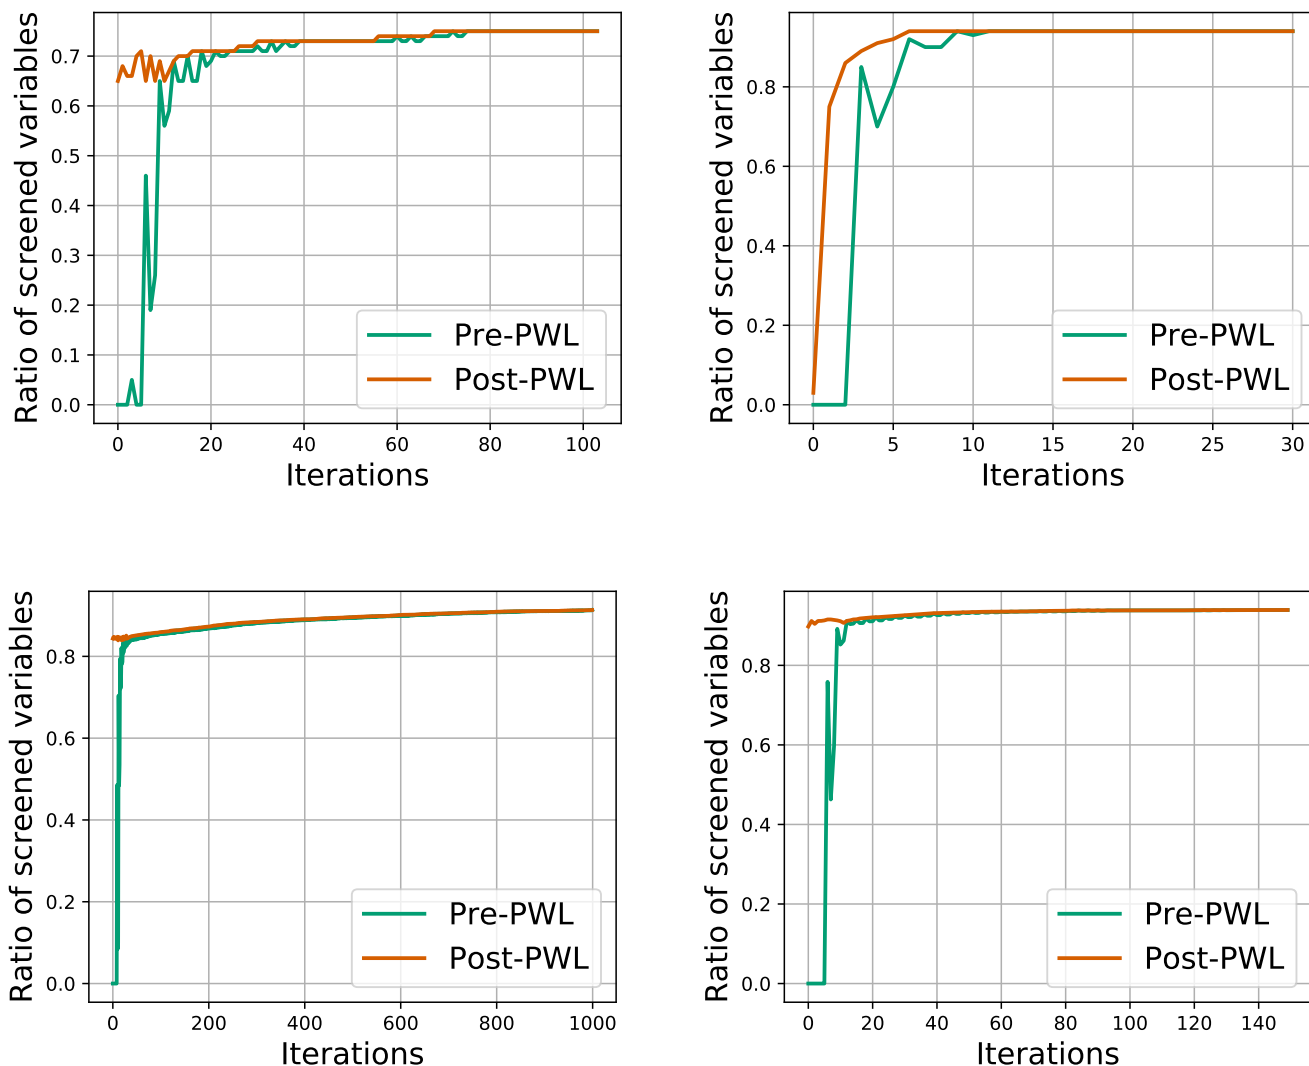 Ratio of screened variables
0.7
0.6
0.5
0.4
0.3
0.2
0.1
0.0
Pre-PWL
Post-PWL
0 20 40 60 80 100
Iterations
Ratio of screened variables
0.8
0.6
0.4
0.2
0.0
Pre-PWL
Post-PWL
0 5 10 15 20 25 30
Iterations
Ratio of screened variables
0.8
0.6
0.4
0.2
0.0
Pre-PWL
Post-PWL
0 200 400 600 800 1000
Iterations
Ratio of screened variables
0.8
0.6
0.4
0.2
0.0
Pre-PWL
Post-PWL
0 20 40 60 80 100 120 140
Iterations